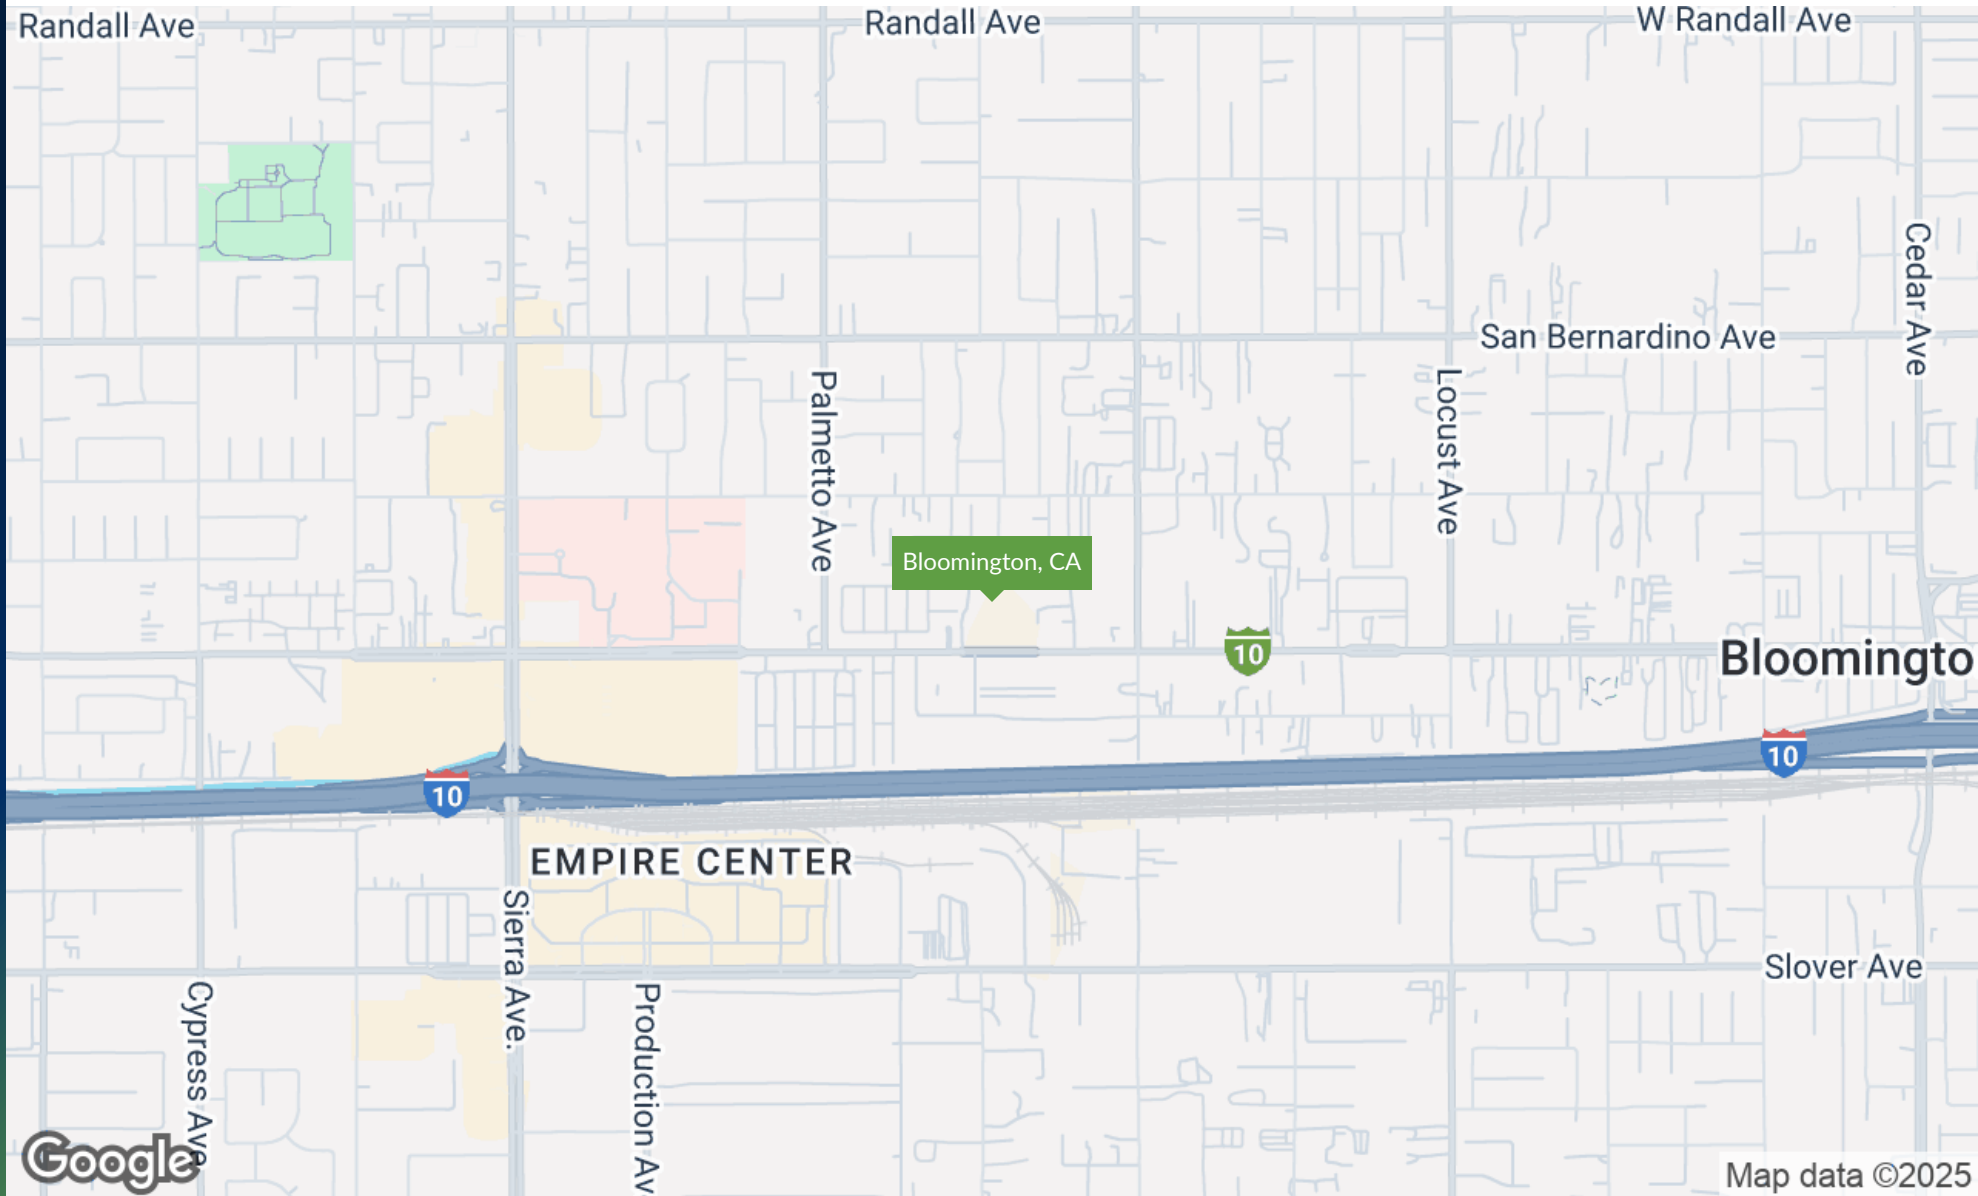 Randall Ave
Randall Ave
W Randall Ave
Cedar Ave
San Bernardino Ave
Palmetto Ave
Locust Ave
Bloomington, CA
10
Bloomingto
10
10
EMPIRE CENTER
Sierra Ave.
Slover Ave
Cypress Ave.
Production Av
Google
Map data ©2025